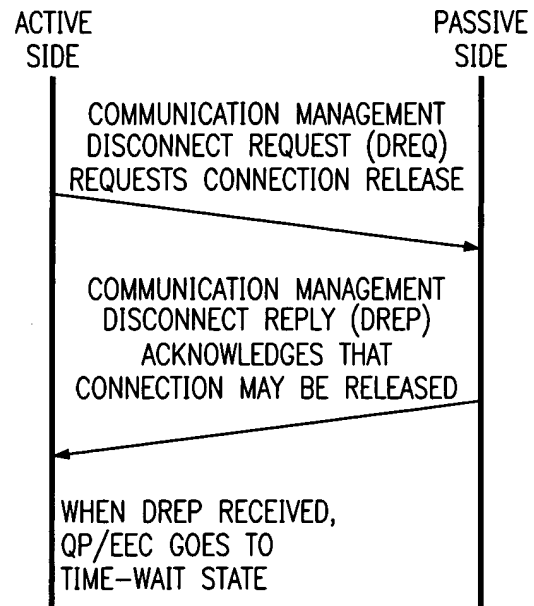 ACTIVE
SIDE
PASSIVE
SIDE
COMMUNICATION MANAGEMENT
DISCONNECT REQUEST (DREQ)
REQUESTS CONNECTION RELEASE
COMMUNICATION MANAGEMENT
DISCONNECT REPLY (DREP)
ACKNOWLEDGES THAT
CONNECTION MAY BE RELEASED
WHEN DREP RECEIVED,
QP/EEC GOES TO
TIME-WAIT STATE